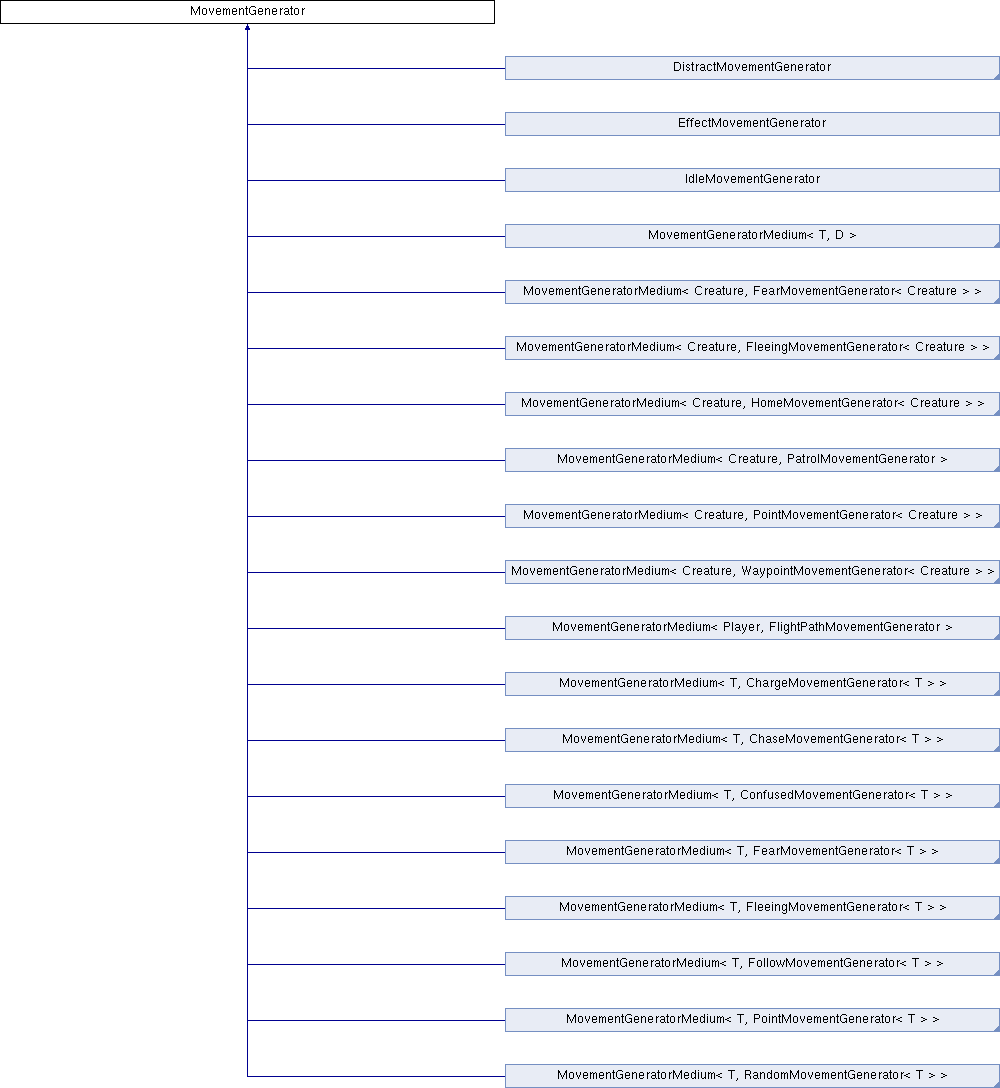 MovementGenerator
DistractMovementGenerator
EffectMovementGenerator
IdleMovementGenerator
MovementGeneratorMedium< T, D >
MovementGeneratorMedium< Creature, FearMovementGenerator< Creature > >
MovementGeneratorMedium< Creature, FleeingMovementGenerator< Creature > >
MovementGeneratorMedium< Creature, HomeMovementGenerator< Creature > >
MovementGeneratorMedium< Creature, PatrolMovementGenerator >
MovementGeneratorMedium< Creature, PointMovementGenerator< Creature > >
MovementGeneratorMedium< Creature, WaypointMovementGenerator< Creature > >
MovementGeneratorMedium< Player, FlightPathMovementGenerator >
MovementGeneratorMedium< T, ChargeMovementGenerator< T > >
MovementGeneratorMedium< T, ChaseMovementGenerator< T > >
MovementGeneratorMedium< T, ConfusedMovementGenerator< T > >
MovementGeneratorMedium< T, FearMovementGenerator< T > >
MovementGeneratorMedium< T, FleeingMovementGenerator< T > >
MovementGeneratorMedium< T, FollowMovementGenerator< T > >
MovementGeneratorMedium< T, PointMovementGenerator< T > >
MovementGeneratorMedium< T, RandomMovementGenerator< T > >